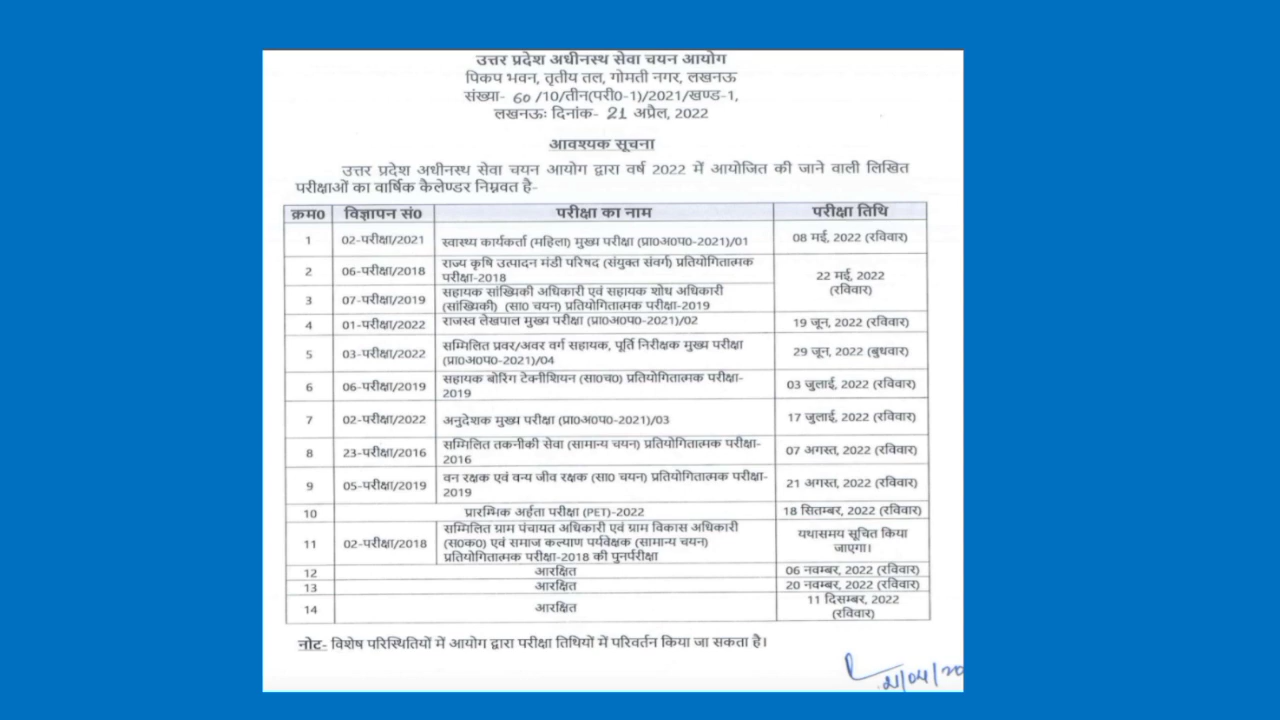 उत्तर प्रदेश अधीनस्थ सेवा चयन आयोग
पिकप भवन, तृतीय तल, गोमती नगर, लखनऊ
संख्या- 60 /10/तीन(परी0-1)/2021/खण्ड-1,
लखनऊः दिनांक- 21 अप्रैल, 2022
आवश्यक सूचना
उत्तर प्रदेश अधीनस्थ सेवा चयन आयोग द्वारा वर्ष 2022 में आयोजित की जाने वाली लिखित
परीक्षाओं का वार्षिक कैलेण्डर निम्नवत है-
क्रम0 विज्ञापन सं0 परीक्षा का नाम परीक्षा तिथि
1 02-परीक्षा/2021 स्वास्थ्य कार्यकर्ता (महिला) मुख्य परीक्षा (प्रा0अ0प0-2021)/01 08 मई, 2022 (रविवार)
2 06-परीक्षा/2018 राज्य कृषि उत्पादन मंडी परिषद (संयुक्त संवर्ग) प्रतियोगितात्मक
परीक्षा-2018
22 मई, 2022
(रविवार)
3 07-परीक्षा/2019 सहायक सांख्यिकी अधिकारी एवं सहायक शोध अधिकारी
(सांख्यिकी) (सा0 चयन) प्रतियोगितात्मक परीक्षा-2019
4 01-परीक्षा/2022 राजस्व लेखपाल मुख्य परीक्षा (प्रा0अ0प0-2021)/02 19 जून, 2022 (रविवार)
5 03-परीक्षा/2022 सम्मिलित प्रवर/अवर वर्ग सहायक, पूर्ति निरीक्षक मुख्य परीक्षा
(प्रा0अ0प0-2021)/04 29 जून, 2022 (बुधवार)
6 06-परीक्षा/2019 सहायक बोरिंग टेक्नीशियन (सा0च0) प्रतियोगितात्मक परीक्षा-
2019 03 जुलाई, 2022 (रविवार)
7 02-परीक्षा/2022 अनुदेशक मुख्य परीक्षा (प्रा0अ0प0-2021)/03 17 जुलाई, 2022 (रविवार)
8 23-परीक्षा/2016 सम्मिलित तकनीकी सेवा (सामान्य चयन) प्रतियोगितात्मक परीक्षा-
2016 07 अगस्त, 2022 (रविवार)
9 05-परीक्षा/2019 वन रक्षक एवं वन्य जीव रक्षक (सा0 चयन) प्रतियोगितात्मक परीक्षा-
2019 21 अगस्त, 2022 (रविवार)
10 प्रारम्भिक अर्हता परीक्षा (PET)-2022 18 सितम्बर, 2022 (रविवार)
11 02-परीक्षा/2018 सम्मिलित ग्राम पंचायत अधिकारी एवं ग्राम विकास अधिकारी
(स0क0) एवं समाज कल्याण पर्यवेक्षक (सामान्य चयन)
प्रतियोगितात्मक परीक्षा-2018 की पुनर्परीक्षा
यथासमय सूचित किया
जाएगा।
12 आरक्षित 06 नवम्बर, 2022 (रविवार)
13 आरक्षित 20 नवम्बर, 2022 (रविवार)
14 आरक्षित 11 दिसम्बर, 2022
(रविवार)
नोट- विशेष परिस्थितियों में आयोग द्वारा परीक्षा तिथियों में परिवर्तन किया जा सकता है।
21/04/20